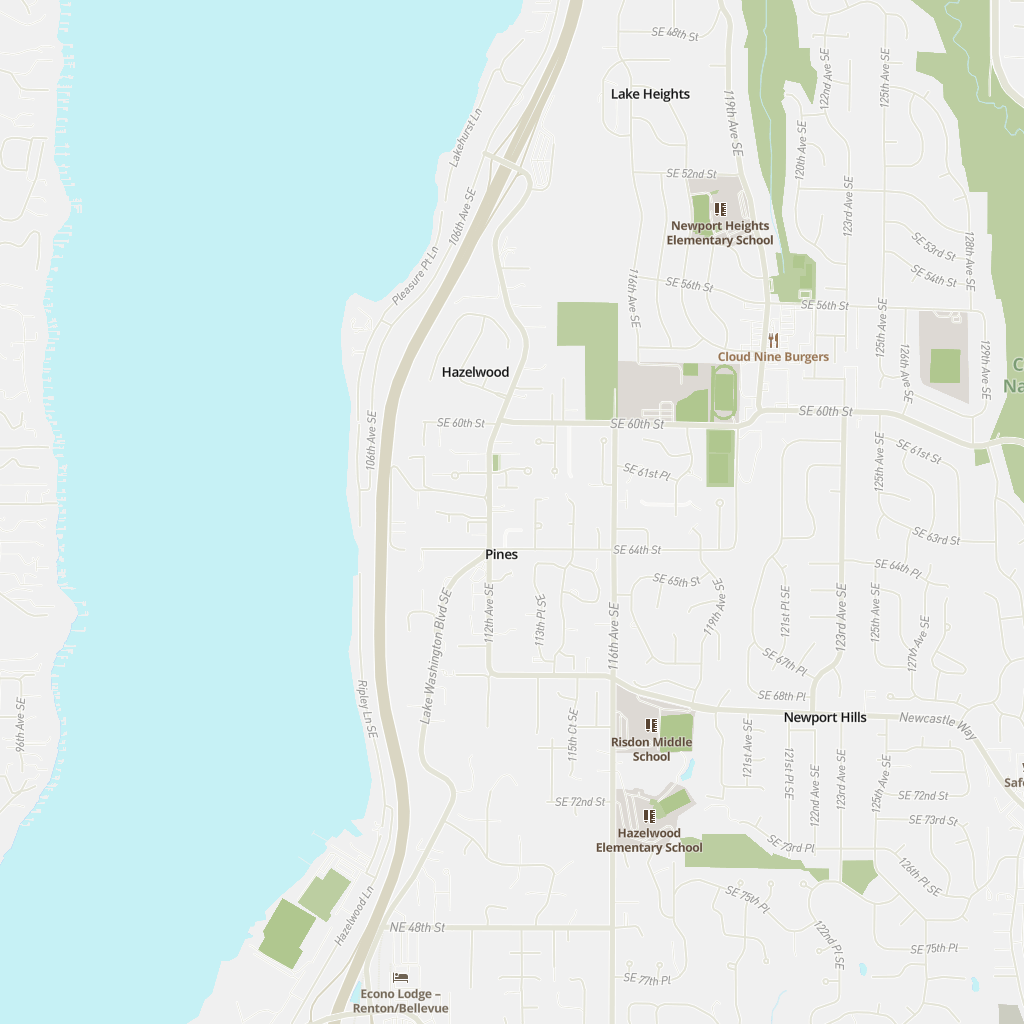 SE 48th St
Lake Heights
119th Ave SE
122nd Ave SE
125th Ave SE
Lakehurst Ln
120th Ave SE
SE 52nd St
123rd Ave SE
106th Ave SE
Newport Heights
Elementary School
SE 53rd St
128th Ave SE
Pleasure Pt Ln
116th Ave SE
SE 56th St
SE 54th St
SE 56th St
125th Ave SE
126th Ave SE
129th Ave SE
Cloud Nine Burgers
Hazelwood
106th Ave SE
SE 60th St
SE 60th St
SE 60th St
125th Ave SE
SE 61st St
SE 61st Pl
SE 63rd St
Pines
SE 64th St
SE 64th Pl
SE 65th St
112th Ave SE
113th Pl SE
116th Ave SE
119th Ave SE
121st Pl SE
123rd Ave SE
125th Ave SE
127th Ave SE
Lake Washington Blvd SE
SE 67th Pl
SE 68th Pl
96th Ave SE
Ripley Ln SE
115th Ct SE
Newport Hills
Newcastle Way
Risdon Middle
School
121st Ave SE
121st Pl SE
122nd Ave SE
123rd Ave SE
125th Ave SE
SE 72nd St
SE 72nd St
SE 73rd St
Hazelwood
Elementary School
SE 73rd Pl
126th Pl SE
SE 75th Pl
Hazelwood Ln
NE 48th St
122nd Pl SE
SE 75th Pl
SE 77th Pl
Econo Lodge –
Renton/Bellevue